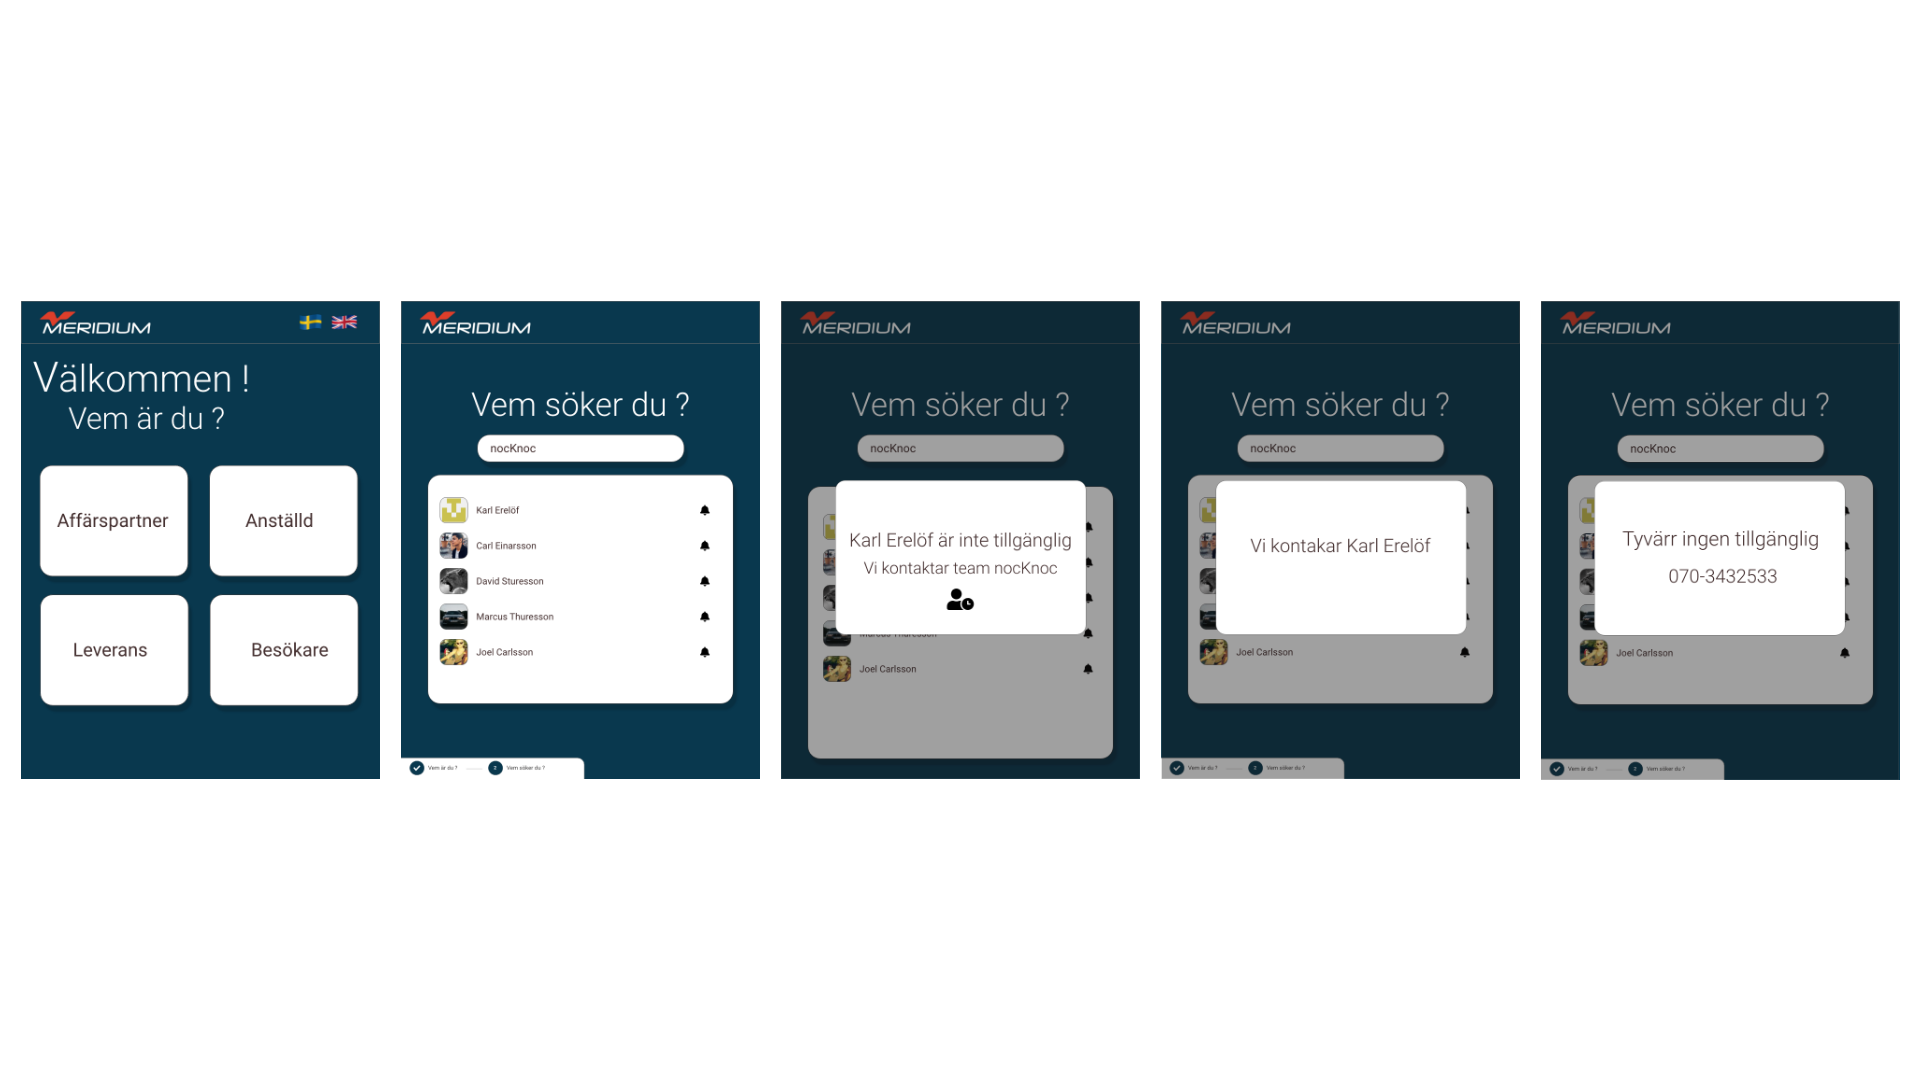 MERIDIUM
Välkommen !
Vem är du ?
Affärspartner
Anställd
Leverans
Besökare
MERIDIUM
Vem söker du ?
nocKnoc
Karl Erelöf
Carl Einarsson
David Sturesson
Marcus Thuresson
Joel Carlsson
Vem är du ?
2
Vem söker du ?
MERIDIUM
Vem söker du ?
nocKnoc
Karl Erelöf är inte tillgänglig
Vi kontaktar team nocKnoc
Marcus Thuresson
Joel Carlsson
MERIDIUM
Vem söker du ?
nocKnoc
Vi kontakar Karl Erelöf
Joel Carlsson
Vem är du ?
2
Vem söker du ?
MERIDIUM
Vem söker du ?
nocKnoc
Tyvärr ingen tillgänglig
070-3432533
Joel Carlsson
Vem är du ?
2
Vem söker du ?